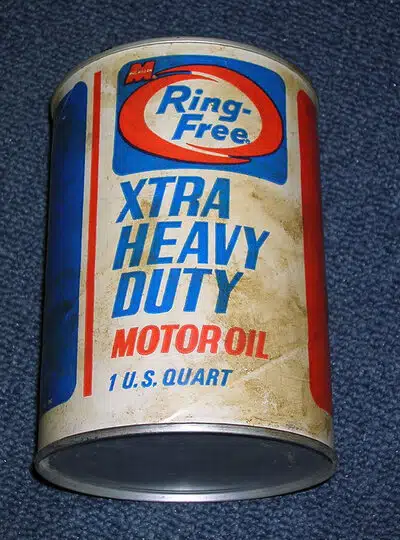 M
Ring-
Free
XTRA
HEAVY
DUTY
MOTOR OIL
1 U.S. QUART